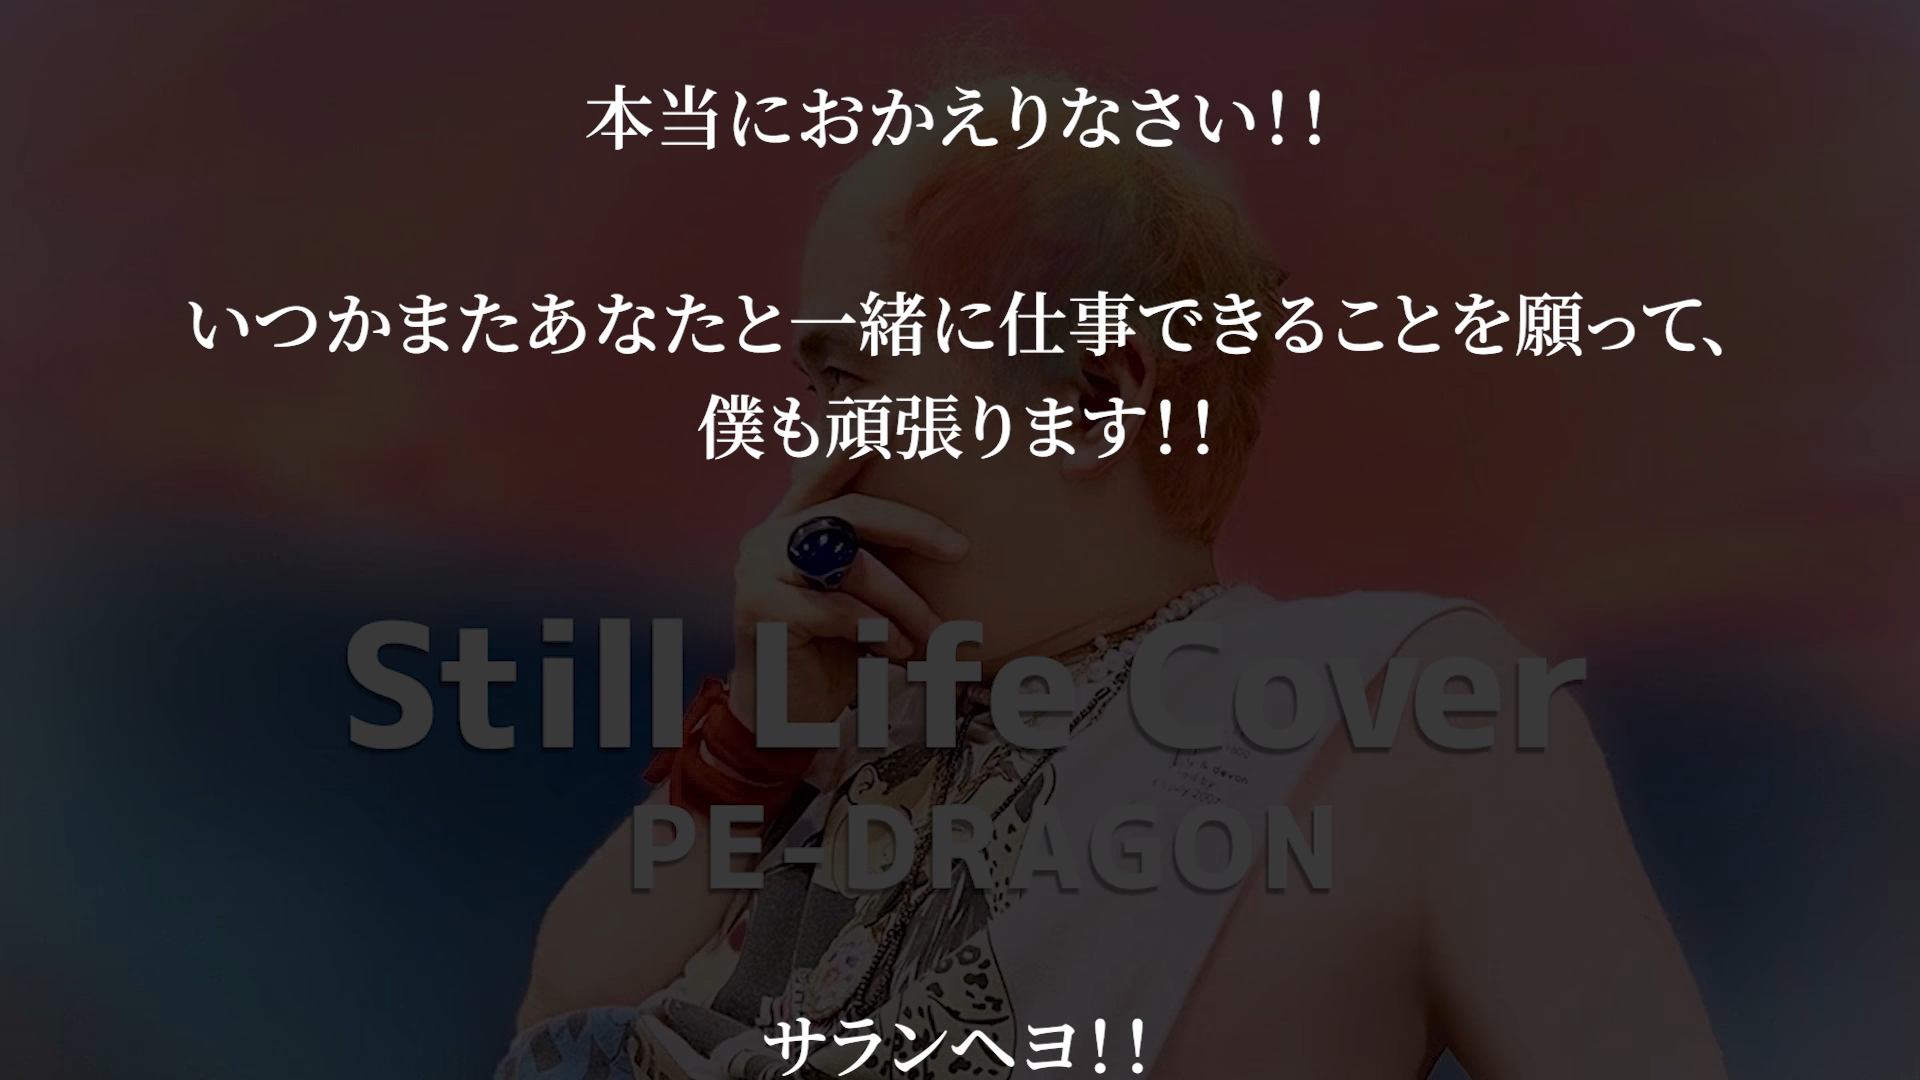 本当におかえりなさい！！
いつかまたあなたと一緒に仕事できることを願って、
僕も頑張ります！！
Still Life Cover
PE-DRAGON
サランヘヨ！！